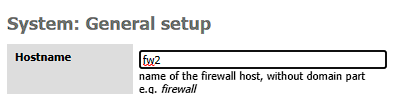 System: General setup
Hostname
fw2
name of the firewall host, without domain part
e.g. firewall